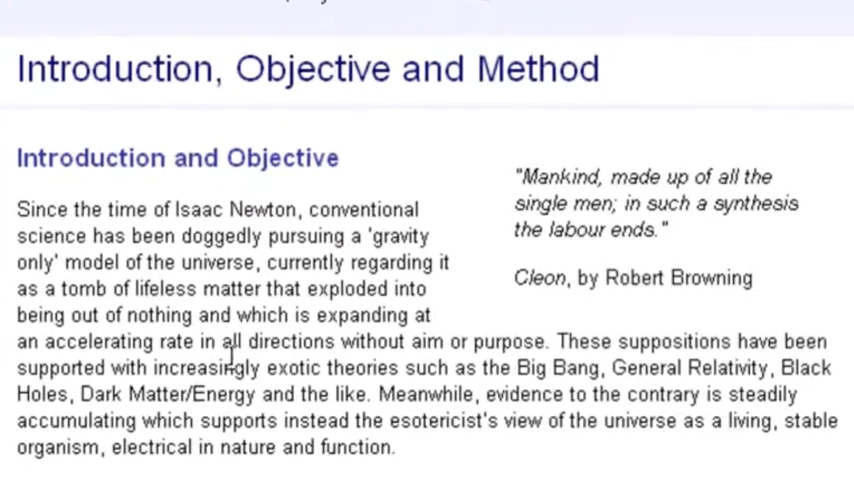 Introduction, Objective and Method
Introduction and Objective
"Mankind, made up of all the
single men; in such a synthesis
the labour ends."
Cleon, by Robert Browning
Since the time of Isaac Newton, conventional
science has been doggedly pursuing a 'gravity
only' model of the universe, currently regarding it
as a tomb of lifeless matter that exploded into
being out of nothing and which is expanding at
an accelerating rate in all directions without aim or purpose. These suppositions have been
supported with increasingly exotic theories such as the Big Bang, General Relativity, Black
Holes, Dark Matter/Energy and the like. Meanwhile, evidence to the contrary is steadily
accumulating which supports instead the esotericist's view of the universe as a living, stable
organism, electrical in nature and function.